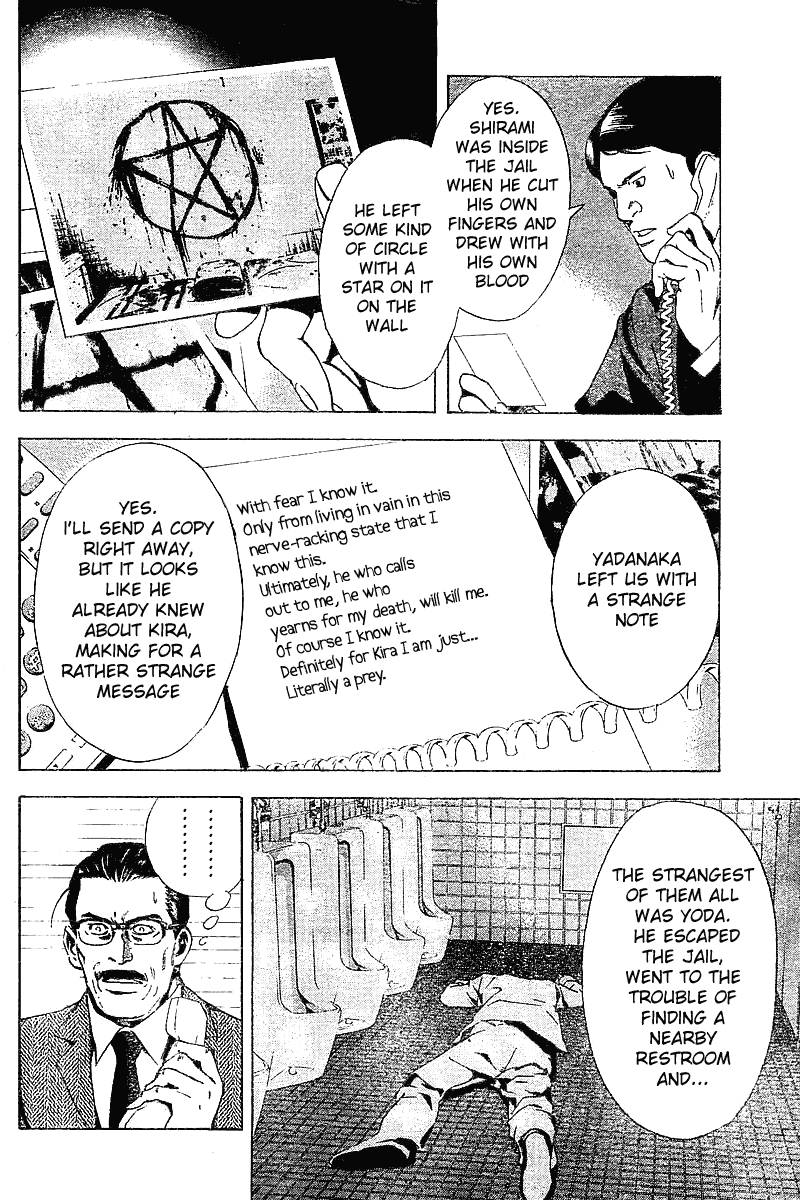 YES.
SHIRAMI
WAS INSIDE
THE JAIL
WHEN HE CUT
HIS OWN
FINGERS AND
DREW WITH
HIS OWN
BLOOD
HE LEFT
SOME KIND
OF CIRCLE
WITH A
STAR ON IT
ON THE
WALL
YADANAKA
LEFT US WITH
A STRANGE
NOTE
With fear I know it.
Only from living in vain in this
nerve-racking state that I
know this.
Ultimately, he who calls
out to me, he who
yearns for my death, will kill me.
Of course I know it.
Definitely for Kira I am just...
Literally a prey.
YES.
I'LL SEND A COPY
RIGHT AWAY,
BUT IT LOOKS
LIKE HE
ALREADY KNEW
ABOUT KIRA,
MAKING FOR A
RATHER STRANGE
MESSAGE
THE STRANGEST
OF THEM ALL
WAS YODA.
HE ESCAPED
THE JAIL,
WENT TO THE
TROUBLE OF
FINDING A
NEARBY
RESTROOM
AND...